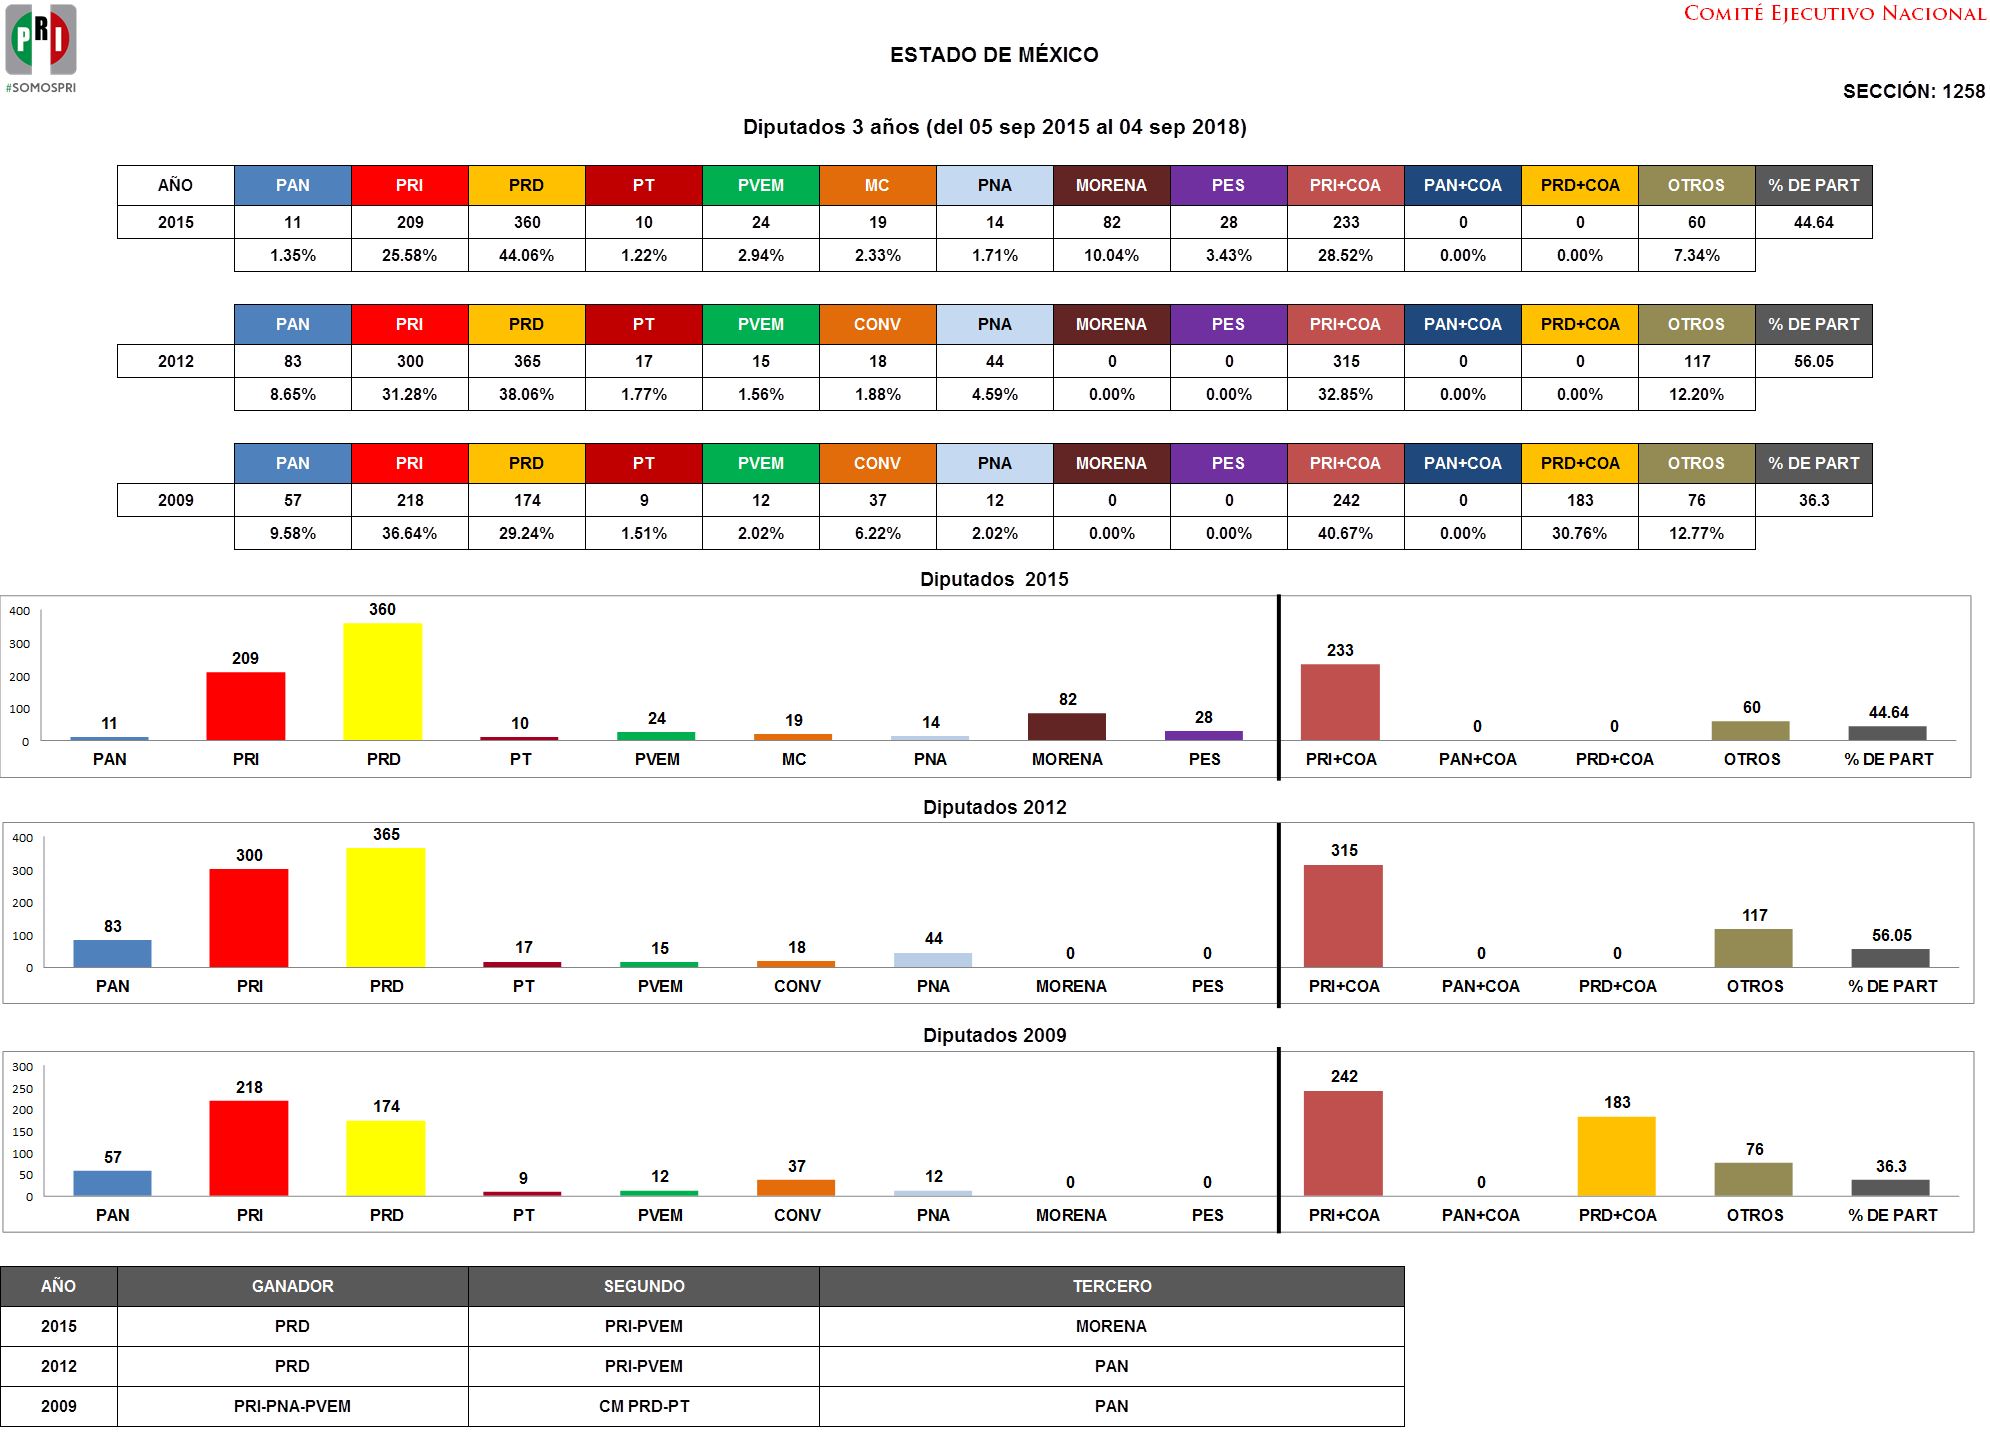 PRI
#SOMOSPRI
COMITÉ EJECUTIVO NACIONAL
ESTADO DE MÉXICO
SECCIÓN: 1258
Diputados 3 años (del 05 sep 2015 al 04 sep 2018)
AÑO PAN PRI PRD PT PVEM MC PNA MORENA PES PRI+COA PAN+COA PRD+COA OTROS % DE PART
2015 11 209 360 10 24 19 14 82 28 233 0 0 60 44.64
1.35% 25.58% 44.06% 1.22% 2.94% 2.33% 1.71% 10.04% 3.43% 28.52% 0.00% 0.00% 7.34%
PAN PRI PRD PT PVEM CONV PNA MORENA PES PRI+COA PAN+COA PRD+COA OTROS % DE PART
2012 83 300 365 17 15 18 44 0 0 315 0 0 117 56.05
8.65% 31.28% 38.06% 1.77% 1.56% 1.88% 4.59% 0.00% 0.00% 32.85% 0.00% 0.00% 12.20%
PAN PRI PRD PT PVEM CONV PNA MORENA PES PRI+COA PAN+COA PRD+COA OTROS % DE PART
2009 57 218 174 9 12 37 12 0 0 242 0 183 76 36.3
9.58% 36.64% 29.24% 1.51% 2.02% 6.22% 2.02% 0.00% 0.00% 40.67% 0.00% 30.76% 12.77%
Diputados 2015
400
300
200
100
0
11 209 360 10 24 19 14 82 28 233 0 0 60 44.64
PAN PRI PRD PT PVEM MC PNA MORENA PES PRI+COA PAN+COA PRD+COA OTROS % DE PART
Diputados 2012
400
300
200
100
0
83 300 365 17 15 18 44 0 0 315 0 0 117 56.05
PAN PRI PRD PT PVEM CONV PNA MORENA PES PRI+COA PAN+COA PRD+COA OTROS % DE PART
Diputados 2009
300
250
200
150
100
50
0
57 218 174 9 12 37 12 0 0 242 0 183 76 36.3
PAN PRI PRD PT PVEM CONV PNA MORENA PES PRI+COA PAN+COA PRD+COA OTROS % DE PART
AÑO GANADOR SEGUNDO TERCERO
2015 PRD PRI-PVEM MORENA
2012 PRD PRI-PVEM PAN
2009 PRI-PNA-PVEM CM PRD-PT PAN